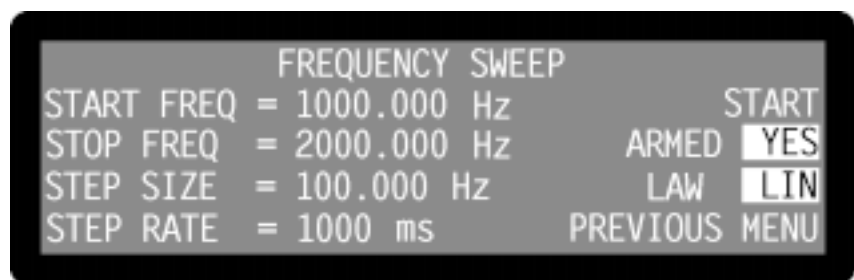 FREQUENCY SWEEP
START FREQ = 1000.000 Hz START
STOP FREQ = 2000.000 Hz ARMED YES
STEP SIZE = 100.000 Hz LAW LIN
STEP RATE = 1000 ms PREVIOUS MENU